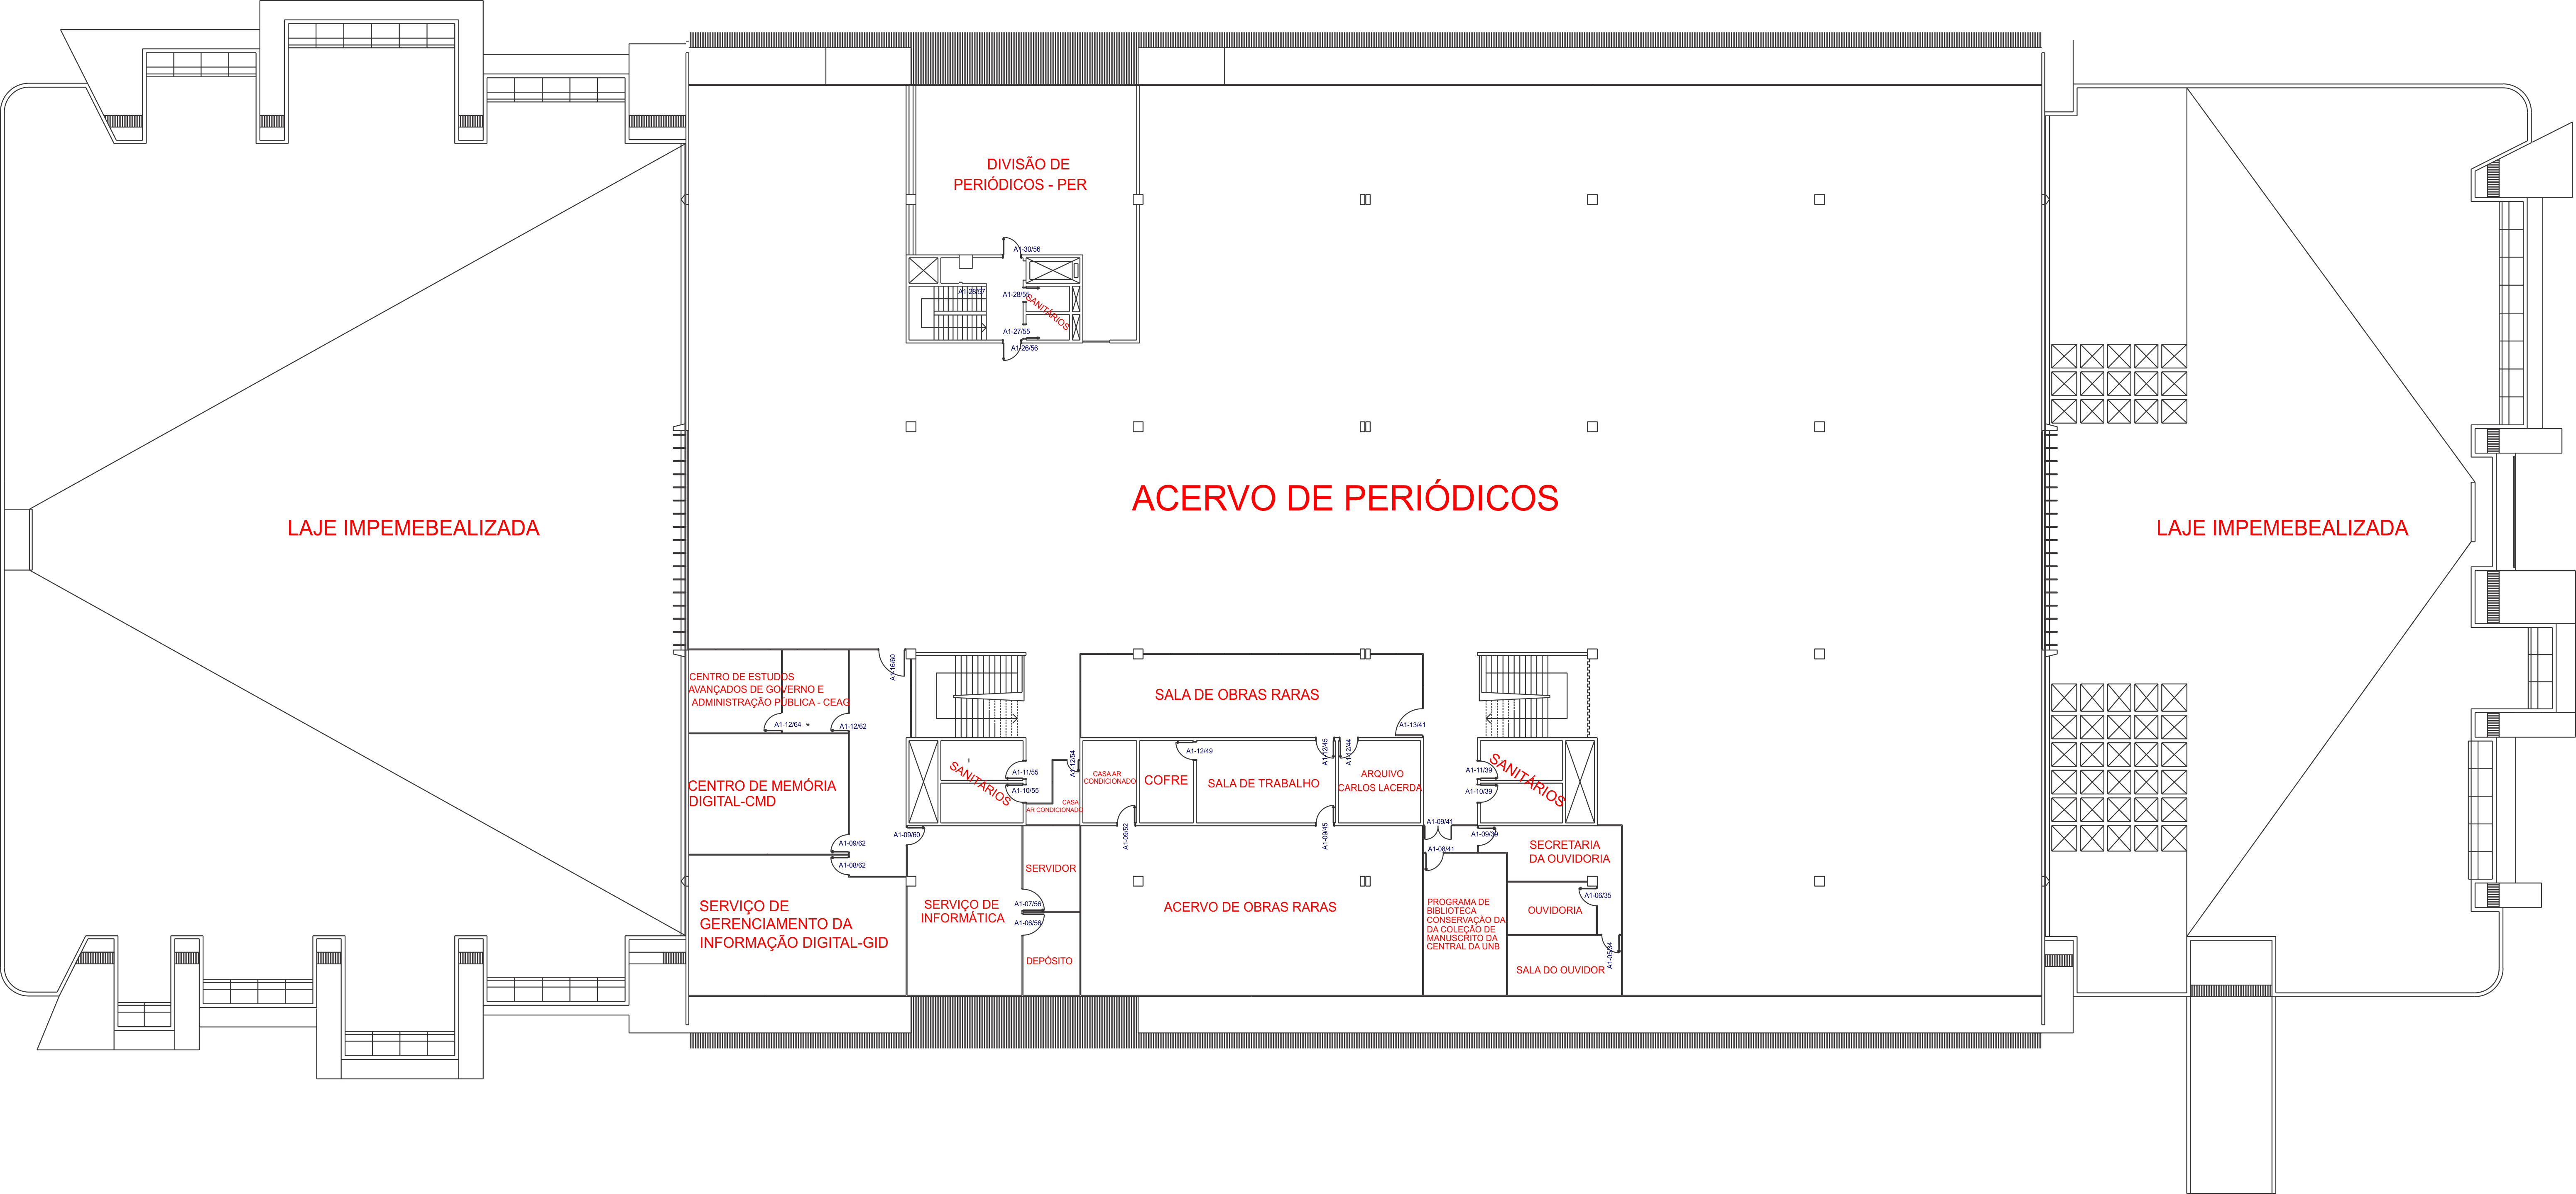 DIVISÃO DE
PERIÓDICOS - PER
A1-30/56
A1-28/57
A1-28/55
SANITÁRIOS
A1-27/55
A1-26/56
ACERVO DE PERIÓDICOS
LAJE IMPEMEBEALIZADA
LAJE IMPEMEBEALIZADA
A1-16/60
CENTRO DE ESTUDOS
AVANÇADOS DE GOVERNO E
ADMINISTRAÇÃO PÚBLICA - CEAG
A1-12/64
A1-12/62
SALA DE OBRAS RARAS
A1-13/41
A1-12/54
A1-12/49
A1-12/45
A1-12/44
CENTRO DE MEMÓRIA
DIGITAL-CMD
SANITÁRIOS
A1-11/55
A1-10/55
CASA AR
CONDICIONADO
CASA
AR CONDICIONADO
COFRE
SALA DE TRABALHO
ARQUIVO
CARLOS LACERDA
A1-11/39
A1-10/39
SANITÁRIOS
A1-09/62
A1-08/62
A1-09/60
A1-09/52
A1-09/45
A1-09/41
A1-09/39
A1-08/41
SECRETARIA
DA OUVIDORIA
SERVIDOR
SERVIÇO DE
GERENCIAMENTO DA
INFORMAÇÃO DIGITAL-GID
SERVIÇO DE
INFORMÁTICA
A1-07/56
A1-06/56
DEPÓSITO
ACERVO DE OBRAS RARAS
PROGRAMA DE
BIBLIOTECA
CONSERVAÇÃO DA
DA COLEÇÃO DE
MANUSCRITO DA
CENTRAL DA UNB
A1-06/35
OUVIDORIA
A1-05/34
SALA DO OUVIDOR